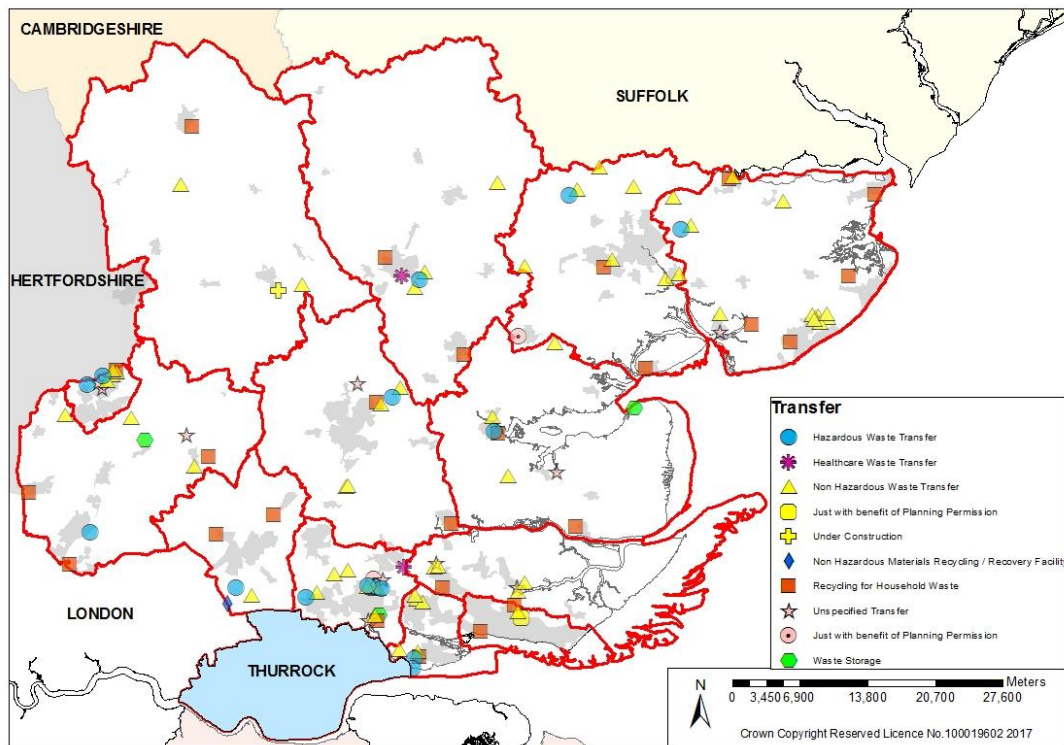 CAMBRIDGESHIRE
SUFFOLK
HERTFORDSHIRE
LONDON
THURROCK
Transfer
Hazardous Waste Transfer
Healthcare Waste Transfer
Non Hazardous Waste Transfer
Just with benefit of Planning Permission
Under Construction
Non Hazardous Materials Recycling / Recovery Facility
Recycling for Household Waste
Unspecified Transfer
Just with benefit of Planning Permission
Waste Storage
N
Meters
0 3,450 6,900 13,800 20,700 27,600
Crown Copyright Reserved Licence No.100019602 2017